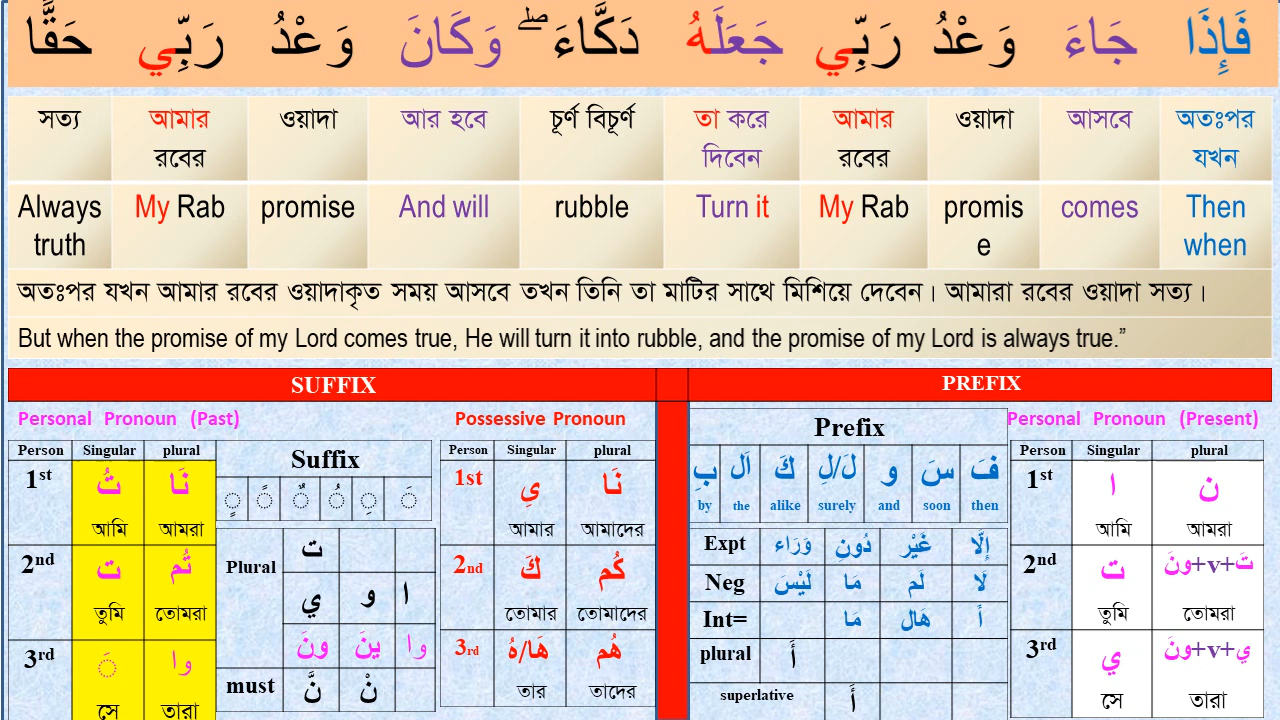 فَإِذَا جَاءَ وَعْدُ رَبِّي جَعَلَهُ دَكَّاءَ ۖ وَكَانَ وَعْدُ رَبِّي حَقًّا
সত্য আমার রবের ওয়াদা আর হবে চূর্ণ বিচূর্ণ তা করে দিবেন আমার রবের ওয়াদা আসবে অতঃপর যখন
Always truth My Rab promise And will rubble Turn it My Rab promise comes Then when
অতঃপর যখন আমার রবের ওয়াদাকৃত সময় আসবে তখন তিনি তা মাটির সাথে মিশিয়ে দেবেন। আমারা রবের ওয়াদা সত্য।
But when the promise of my Lord comes true, He will turn it into rubble, and the promise of my Lord is always true.”
SUFFIX
Personal Pronoun (Past)
Person Singular plural
1st تُ نَا
আমি আমরা
2nd ت تُم
তুমি তোমরা
3rd َ وا
সে তারা
Suffix
ٍ ً ٌ ُ ِ َ
Plural ت
ي و ا
ونَ ينَ وا
must نَّ نْ
Possessive Pronoun
Person Singular plural
1st ىِ نَا
আমার আমাদের
2nd كَ كُم
তোমার তোমাদের
3rd هَا/هُ هُم
তার তাদের
PREFIX
Prefix
بِ اَل كَ لَ/لِ و سَ فَ
by the alike surely and soon then
Expt وَرَاء دُونِ غَيْر إِلَّا
Neg لَيْسَ مَا لَم لَا
Int= مَا هَال أَ
plural أَ
superlative أَ
Personal Pronoun (Present)
Person Singular plural
1st ا ن
আমি আমরা
2nd ت تَ+v+ونَ
তুমি তোমরা
3rd ي ي+v+ونَ
সে তারা